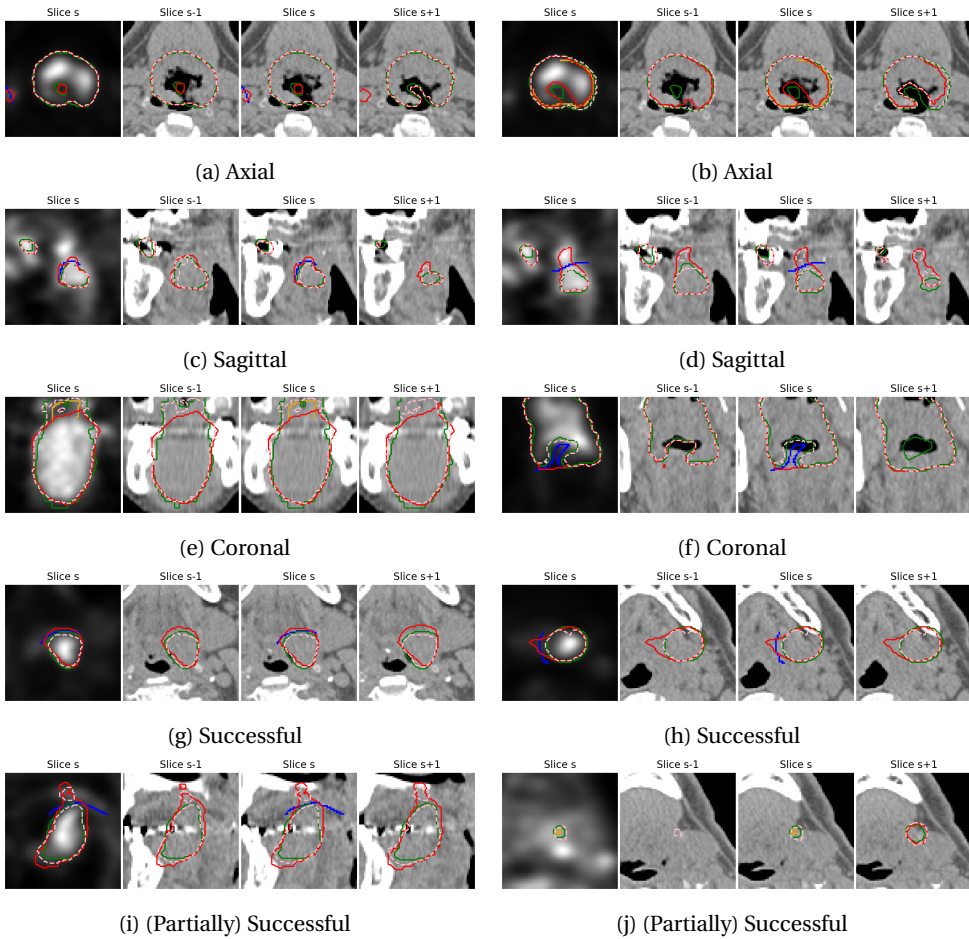 Slice s Slice s-1 Slice s Slice s+1 Slice s Slice s-1 Slice s Slice s+1
(a) Axial (b) Axial
Slice s Slice s-1 Slice s Slice s+1 Slice s Slice s-1 Slice s Slice s+1
(c) Sagittal (d) Sagittal
Slice s Slice s-1 Slice s Slice s+1 Slice s Slice s-1 Slice s Slice s+1
(e) Coronal (f) Coronal
Slice s Slice s-1 Slice s Slice s+1 Slice s Slice s-1 Slice s Slice s+1
(g) Successful (h) Successful
Slice s Slice s-1 Slice s Slice s+1 Slice s Slice s-1 Slice s Slice s+1
(i) (Partially) Successful (j) (Partially) Successful